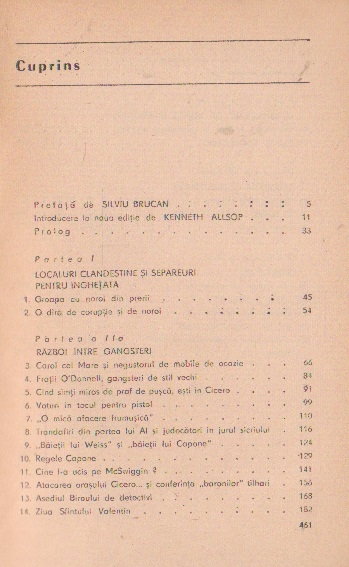 Cuprins
Prefață de SILVIU BRUCAN . . . . . . . 5
Introducere la noua ediție de KENNETH ALLSOP . . . 11
Prolog . . . . . . . . . . . . 33
Partea I
LOCALURI CLANDESTINE ȘI SEPAREURI
PENTRU ÎNGHEȚATĂ
1. Groapa cu noroi din prerii . . . . . . . 45
2. O dîră de corupție și de noroi . . . . . . 54
Partea a II-a
RĂZBOI ÎNTRE GANGSTERI
3. Carol cel Mare și negustorul de mobile de ocazie . . . 66
4. Frații O'Donnell, gangsteri de stil vechi . . . . 84
5. Cînd simți miros de praf de pușcă, ești în Cicero . . . 91
6. Voturi în tocul pentru pistol . . . . . . 99
7. „O mică afacere frumușică” . . . . . . 110
8. Trandafiri din partea lui Al și judecători în jurul sicriului . 116
9. „Băieții lui Weiss” și „băieții lui Capone” . . . . 124
10. Regele Capone . . . . . . . . . . 129
11. Cine l-a ucis pe McSwiggin ? . . . . . . 141
12. Atacarea orașului Cicero... și conferința „baronilor” tîlhari . 156
13. Asediul Biroului de detectivi . . . . . . 168
14. Ziua Sfîntului Valentin . . . . . . . . 182
461